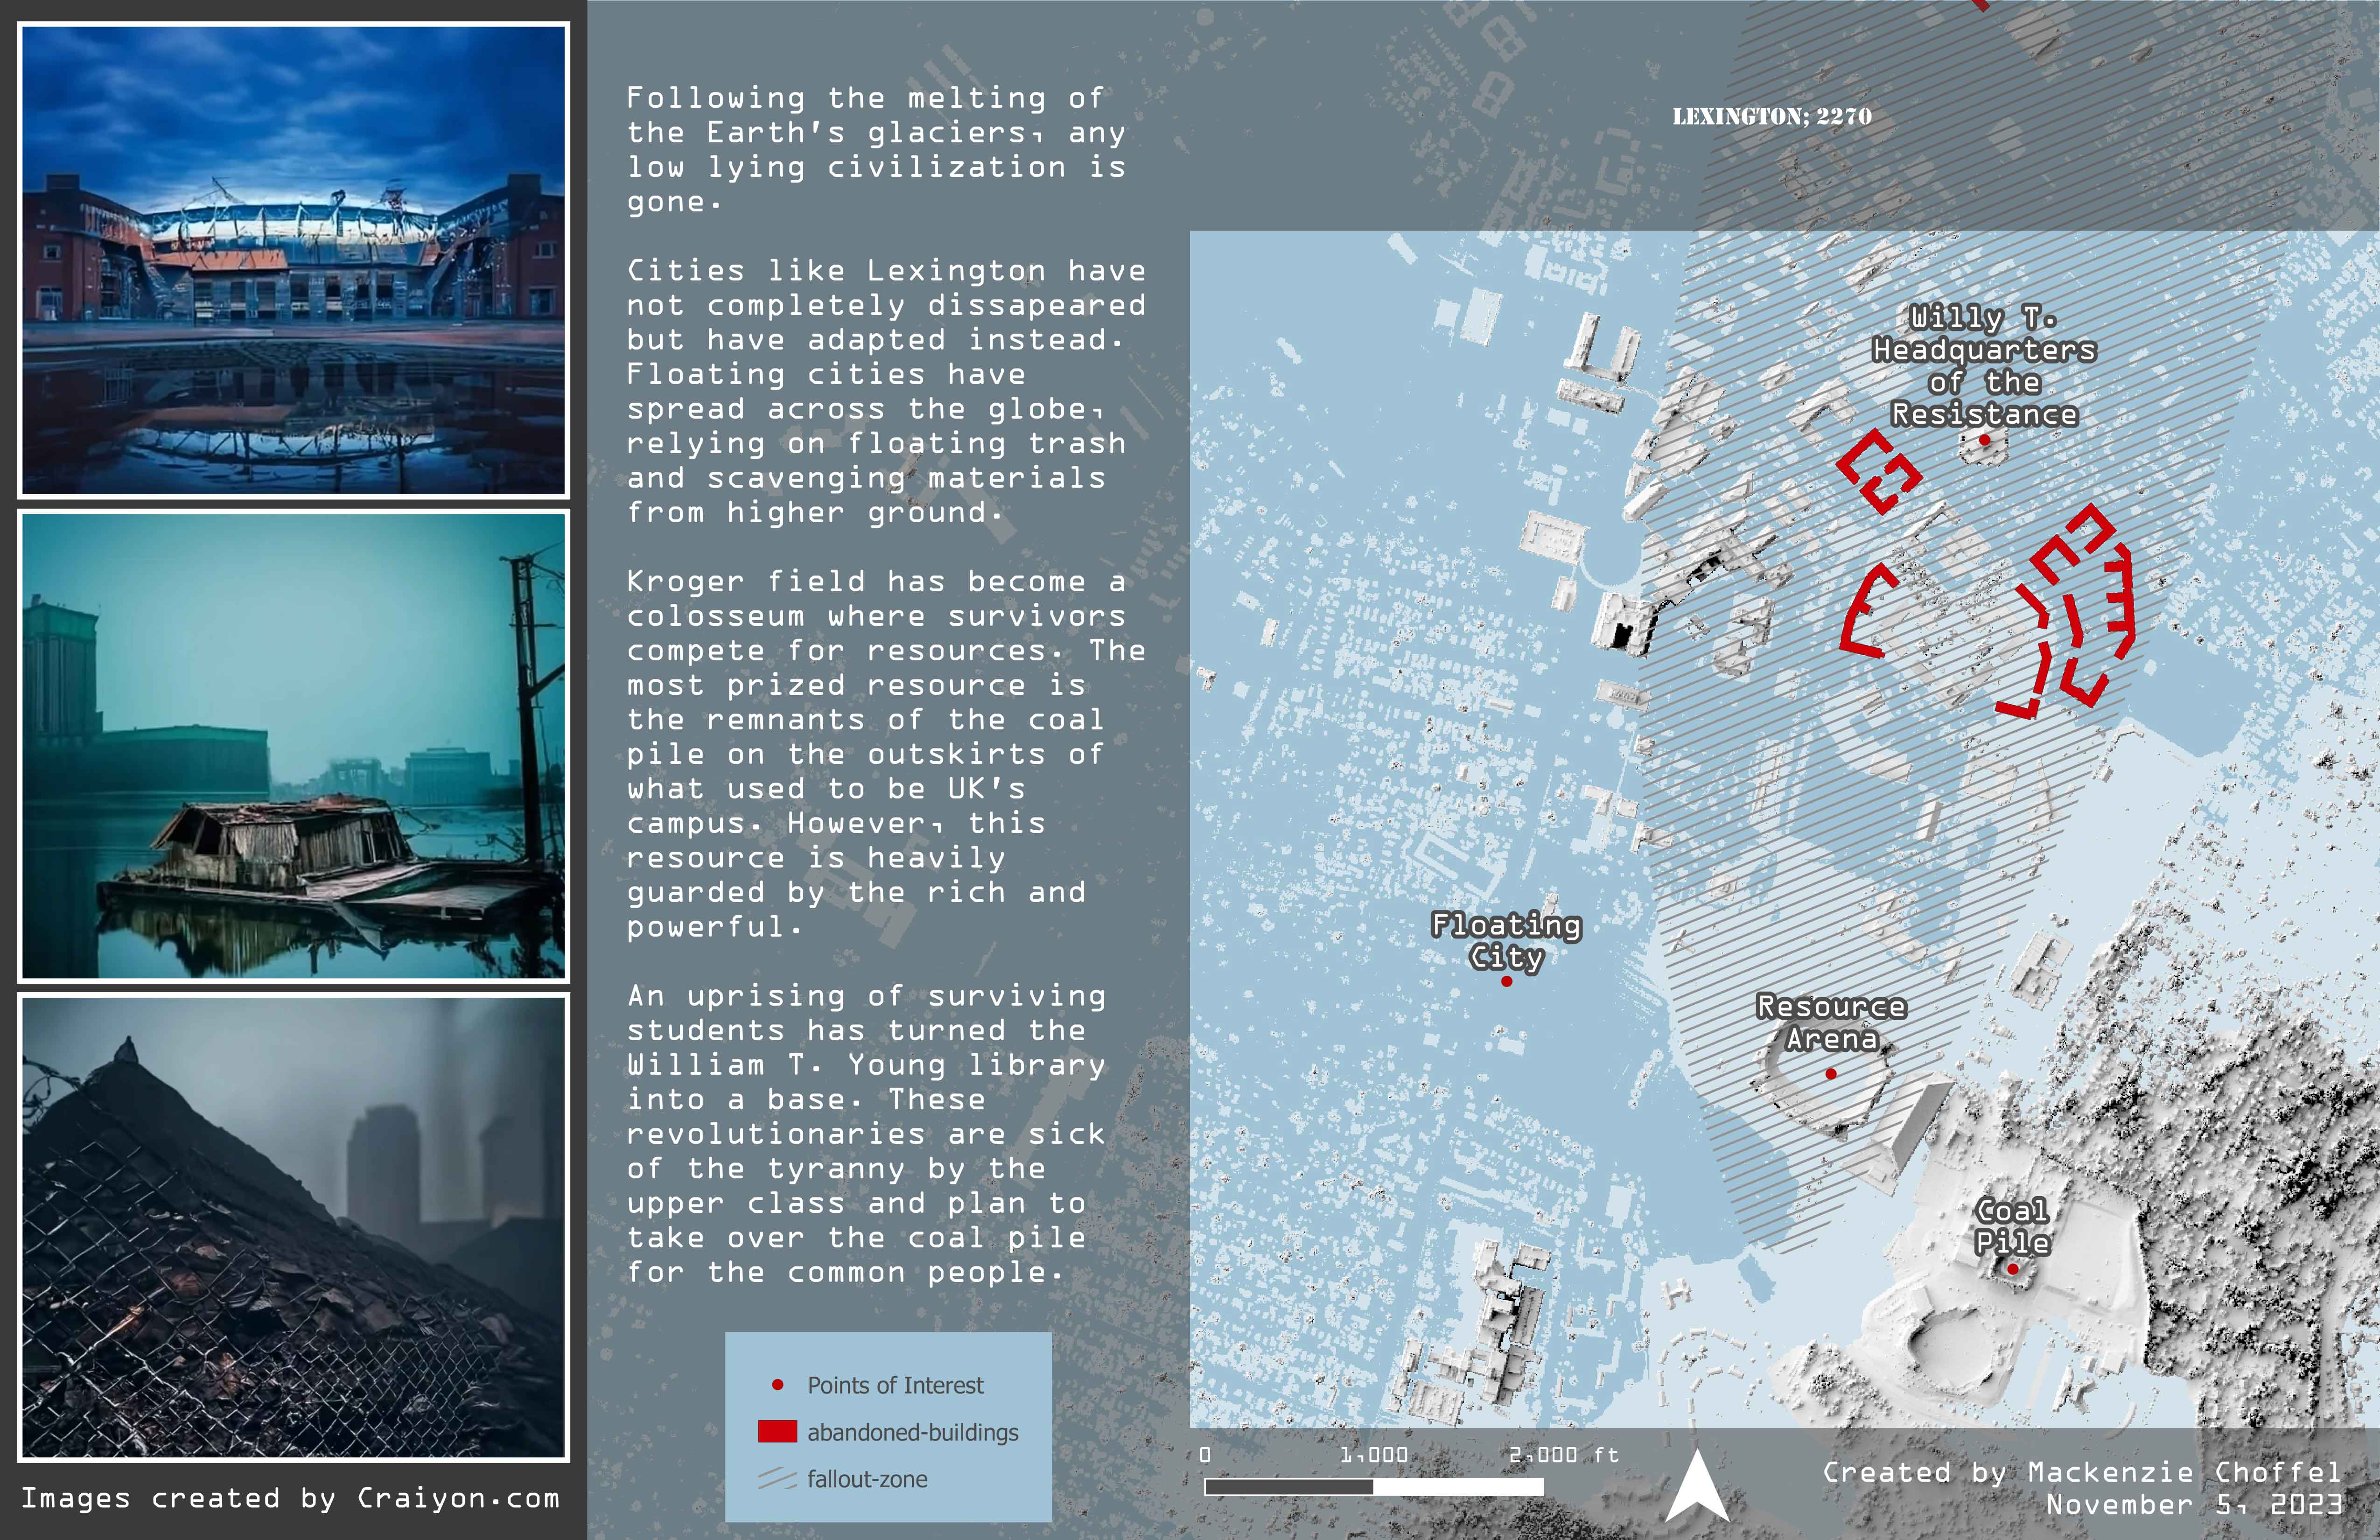 Following the melting of
the Earth's glaciers, any
low lying civilization is
gone.
Cities like Lexington have
not completely dissapeared
but have adapted instead.
Floating cities have
spread across the globe,
relying on floating trash
and scavenging materials
from higher ground.
Kroger field has become a
colosseum where survivors
compete for resources. The
most prized resource is
the remnants of the coal
pile on the outskirts of
what used to be UK's
campus. However, this
resource is heavily
guarded by the rich and
powerful.
An uprising of surviving
students has turned the
William T. Young library
into a base. These
revolutionaries are sick
of the tyranny by the
upper class and plan to
take over the coal pile
for the common people.
Points of Interest
abandoned-buildings
fallout-zone
LEXINGTON; 2270
Willy T.
Headquarters
of the
Resistance
Floating
City
Resource
Arena
Coal
Pile
0 1,000 2,000 ft
Created by Mackenzie Choffel
November 5, 2023
Images created by Craiyon.com